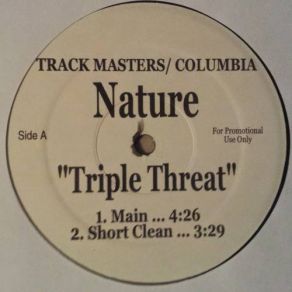 TRACK MASTERS/ COLUMBIA
Nature
Side A
For Promotional
Use Only
"Triple Threat"
1. Main ... 4:26
2. Short Clean ... 3:29